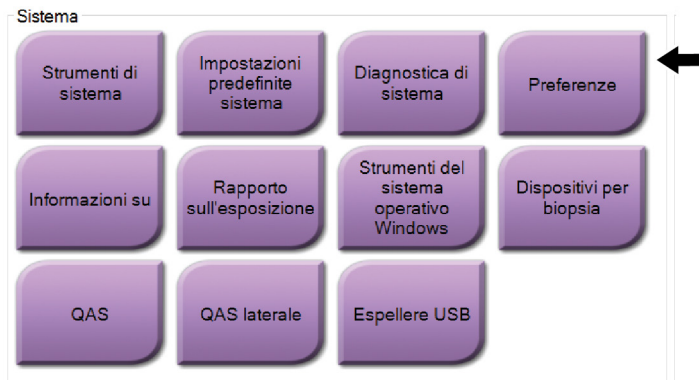 Sistema
Strumenti di
sistema
Impostazioni
predefinite
sistema
Diagnostica di
sistema
Preferenze
Informazioni su
Rapporto
sull'esposizione
Strumenti del
sistema
operativo
Windows
Dispositivi per
biopsia
QAS
QAS laterale
Espellere USB